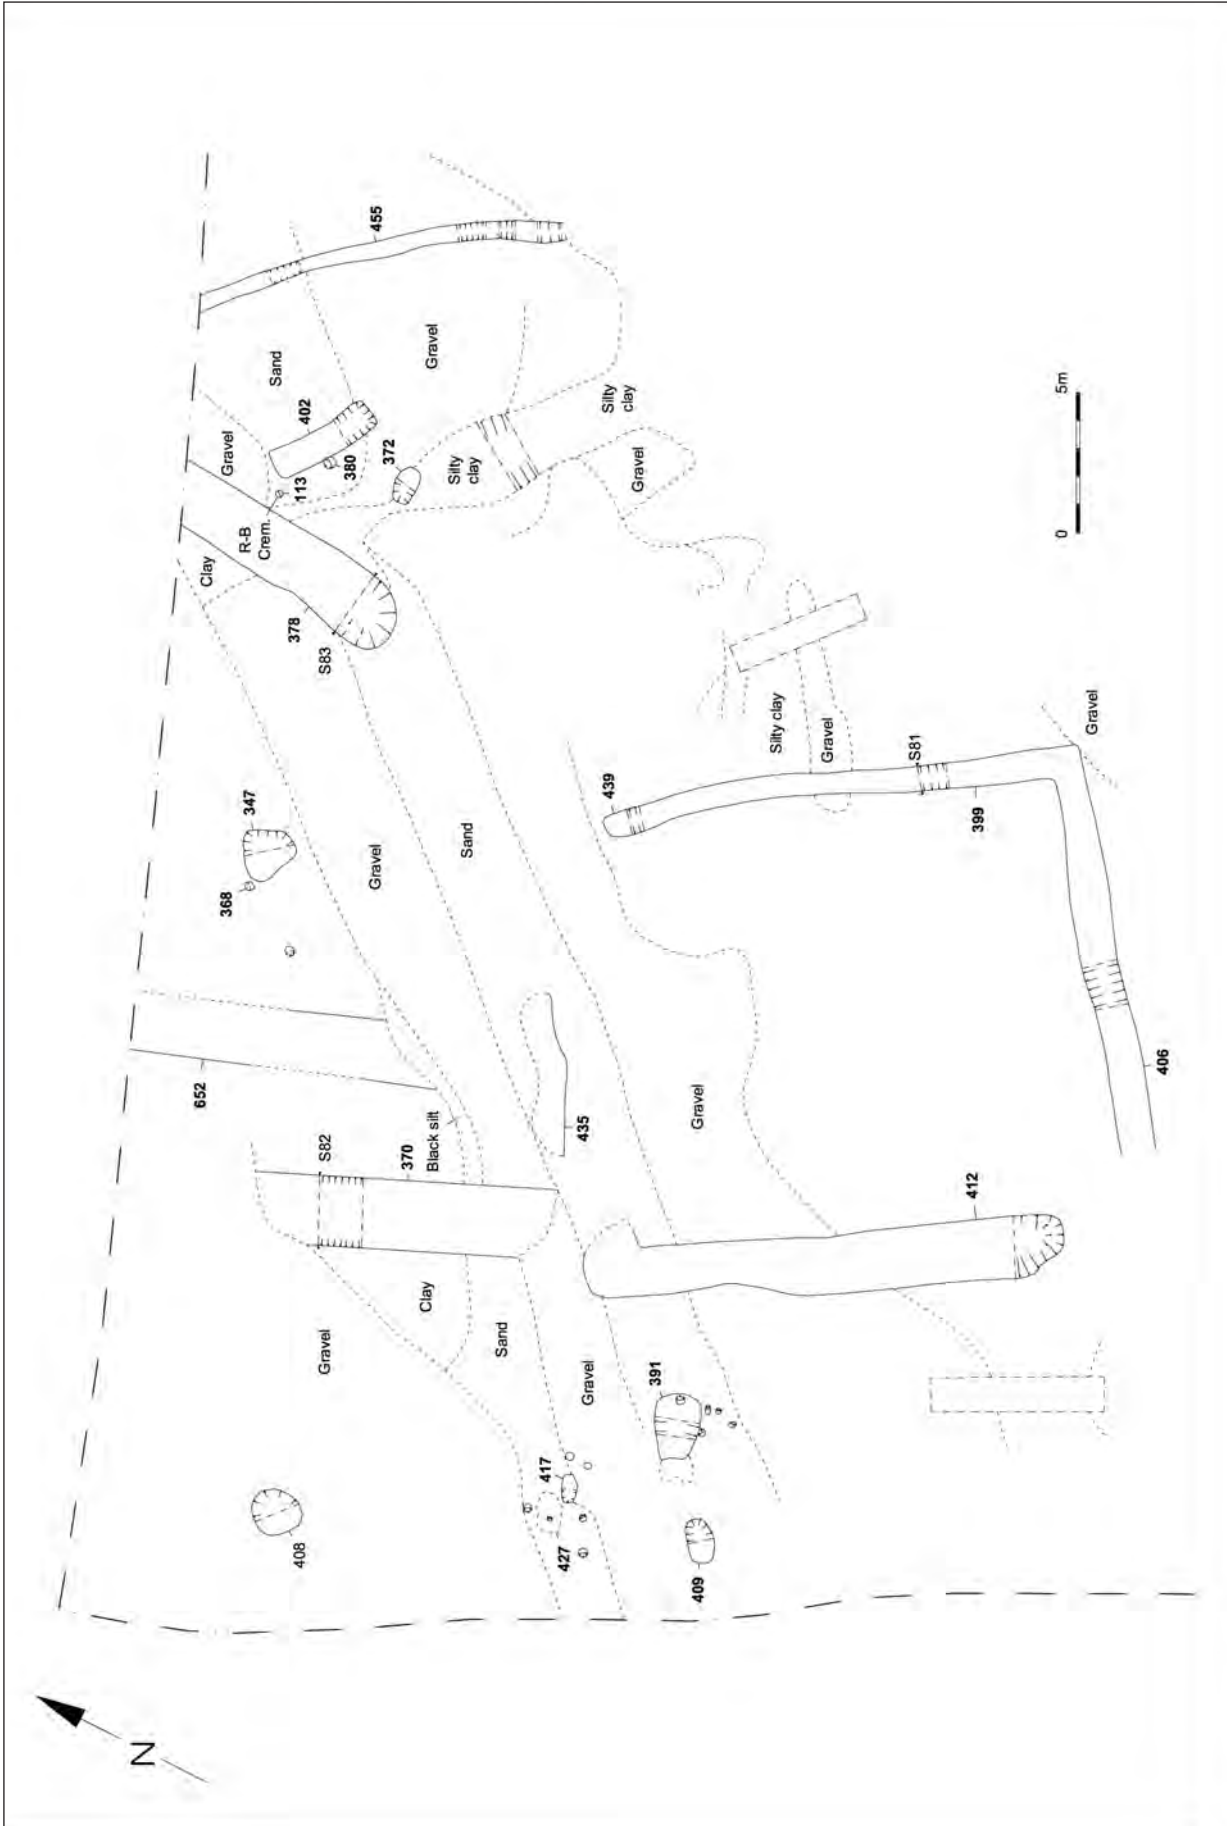 455
Sand
Gravel
402
Gravel
380
113
372
R-B
Crem.
Silty
clay
Silty
clay
Gravel
Clay
378
S83
5m
0
347
368
Gravel
Sand
439
Silty clay
Gravel
S81
399
Gravel
652
S82
370
Black silt
435
Gravel
406
412
Clay
Sand
Gravel
Gravel
391
417
408
427
409
N